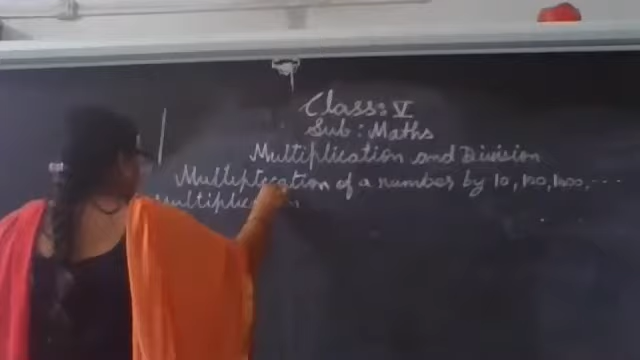 Class: V
Sub: Maths
Multiplication and Division
Multiplication of a number by 10, 100, 1000, ....
Multiplication